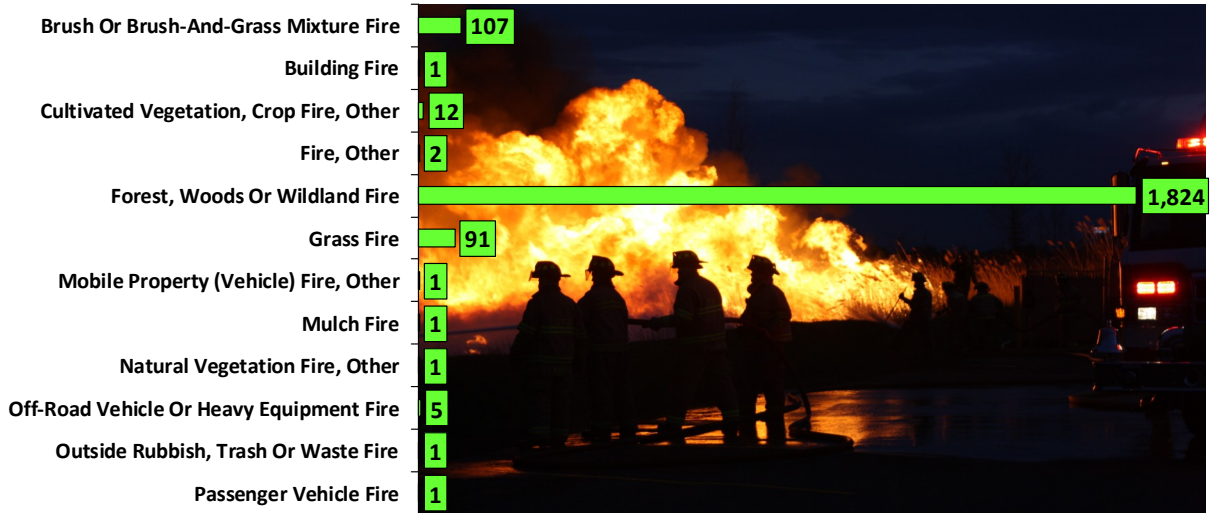 Brush Or Brush-And-Grass Mixture Fire 107
Building Fire 1
Cultivated Vegetation, Crop Fire, Other 12
Fire, Other 2
Forest, Woods Or Wildland Fire 1,824
Grass Fire 91
Mobile Property (Vehicle) Fire, Other 1
Mulch Fire 1
Natural Vegetation Fire, Other 1
Off-Road Vehicle Or Heavy Equipment Fire 5
Outside Rubbish, Trash Or Waste Fire 1
Passenger Vehicle Fire 1